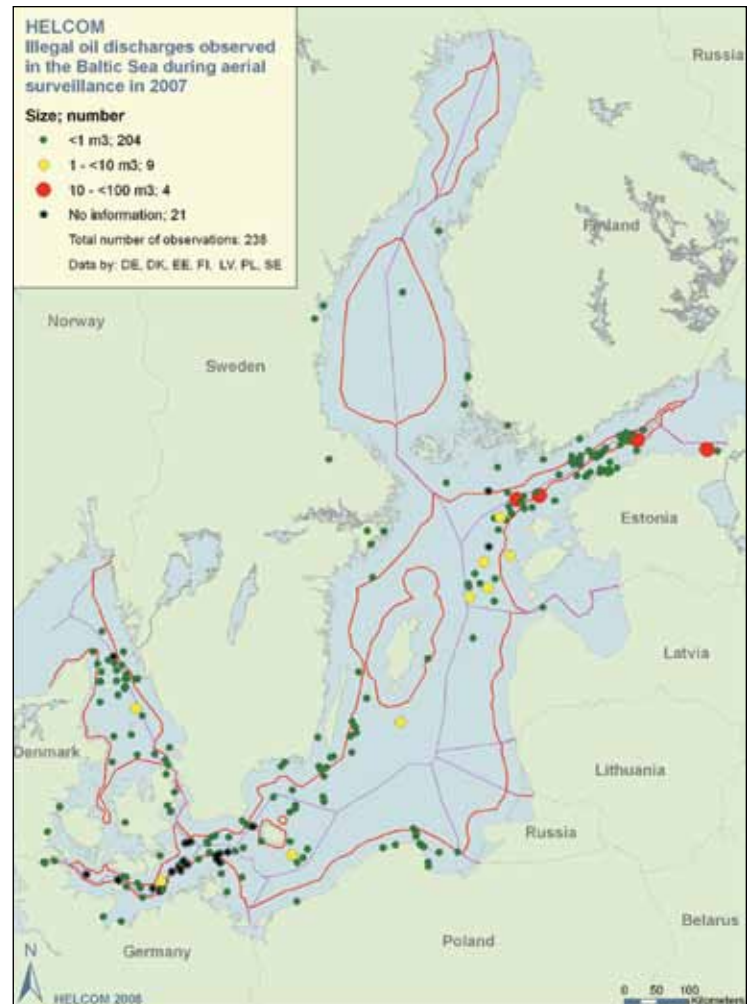 HELCOM
Illegal oil discharges observed
in the Baltic Sea during aerial
surveillance in 2007
Size; number
<1 m3; 204
1 - <10 m3; 9
10 - <100 m3; 4
No information; 21
Total number of observations: 238
Data by: DE, DK, EE, FI, LV, PL, SE
Russia
Finland
Norway
Sweden
Estonia
Latvia
Denmark
Lithuania
Russia
Belarus
Poland
Germany
N
HELCOM 2008
0 50 100
Kilometers